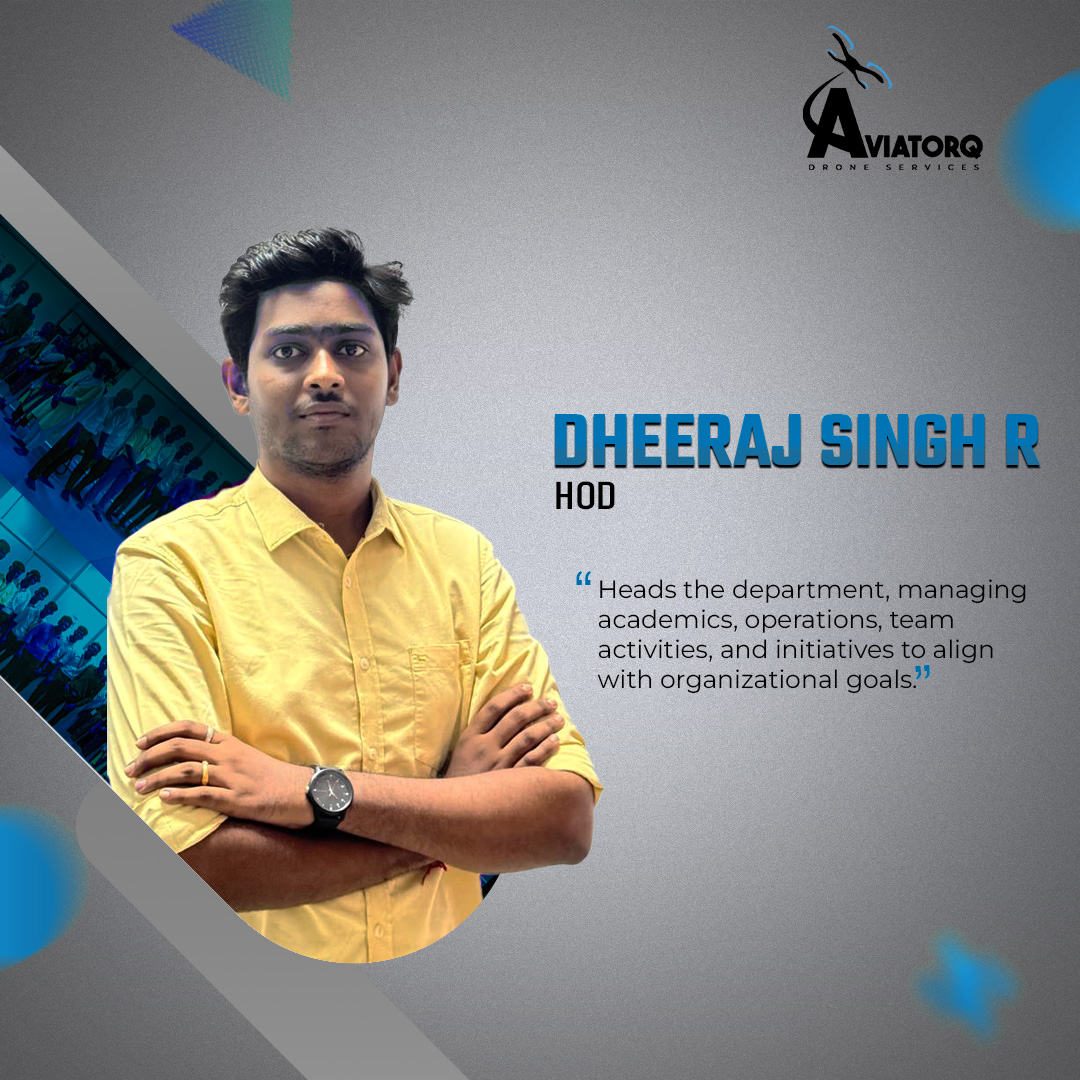 AVIATORQ
DRONE SERVICES
DHEERAJ SINGH R
HOD
“Heads the department, managing
academics, operations, team
activities, and initiatives to align
with organizational goals.”